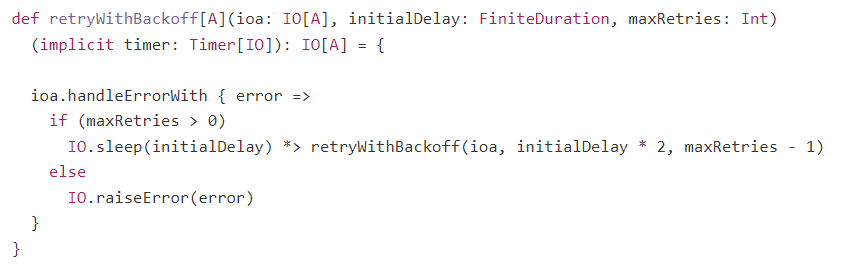 def retryWithBackoff[A](ioa: IO[A], initialDelay: FiniteDuration, maxRetries: Int)
  (implicit timer: Timer[IO]): IO[A] = {

  ioa.handleErrorWith { error =>
    if (maxRetries > 0)
      IO.sleep(initialDelay) *> retryWithBackoff(ioa, initialDelay * 2, maxRetries - 1)
    else
      IO.raiseError(error)
  }
}